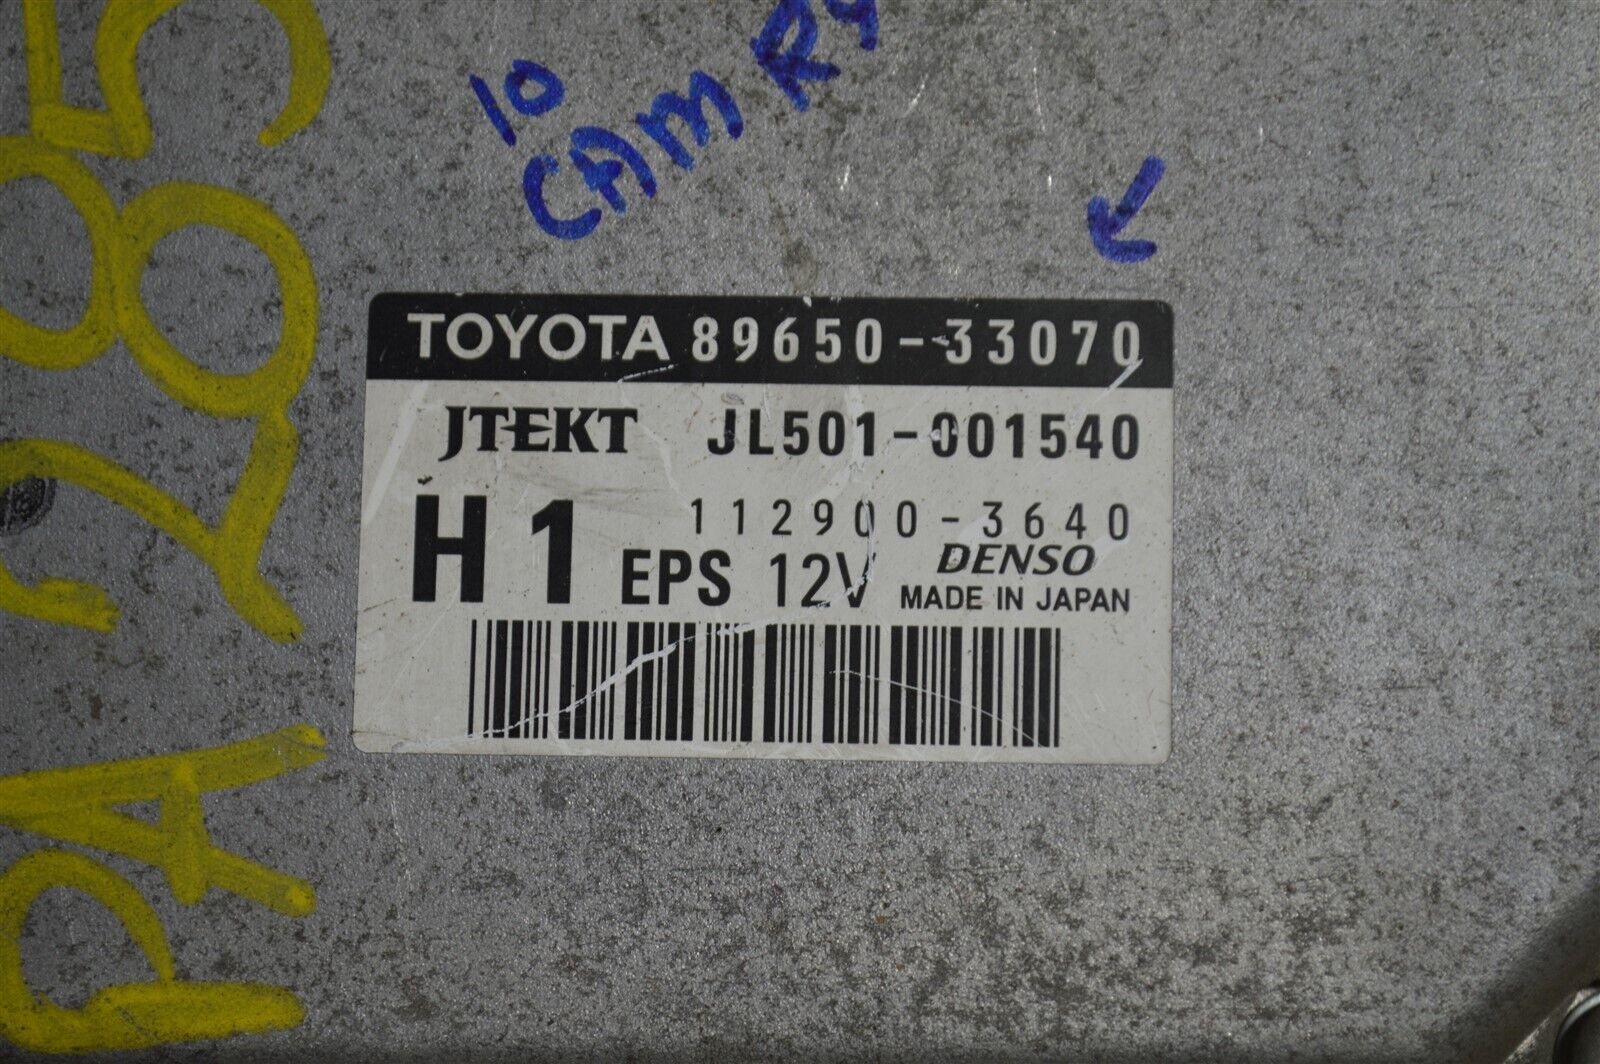 10
CAMRY
TOYOTA 89650-33070
JTEKT JL501-001540
H1 112900-3640
EPS 12V DENSO
MADE IN JAPAN